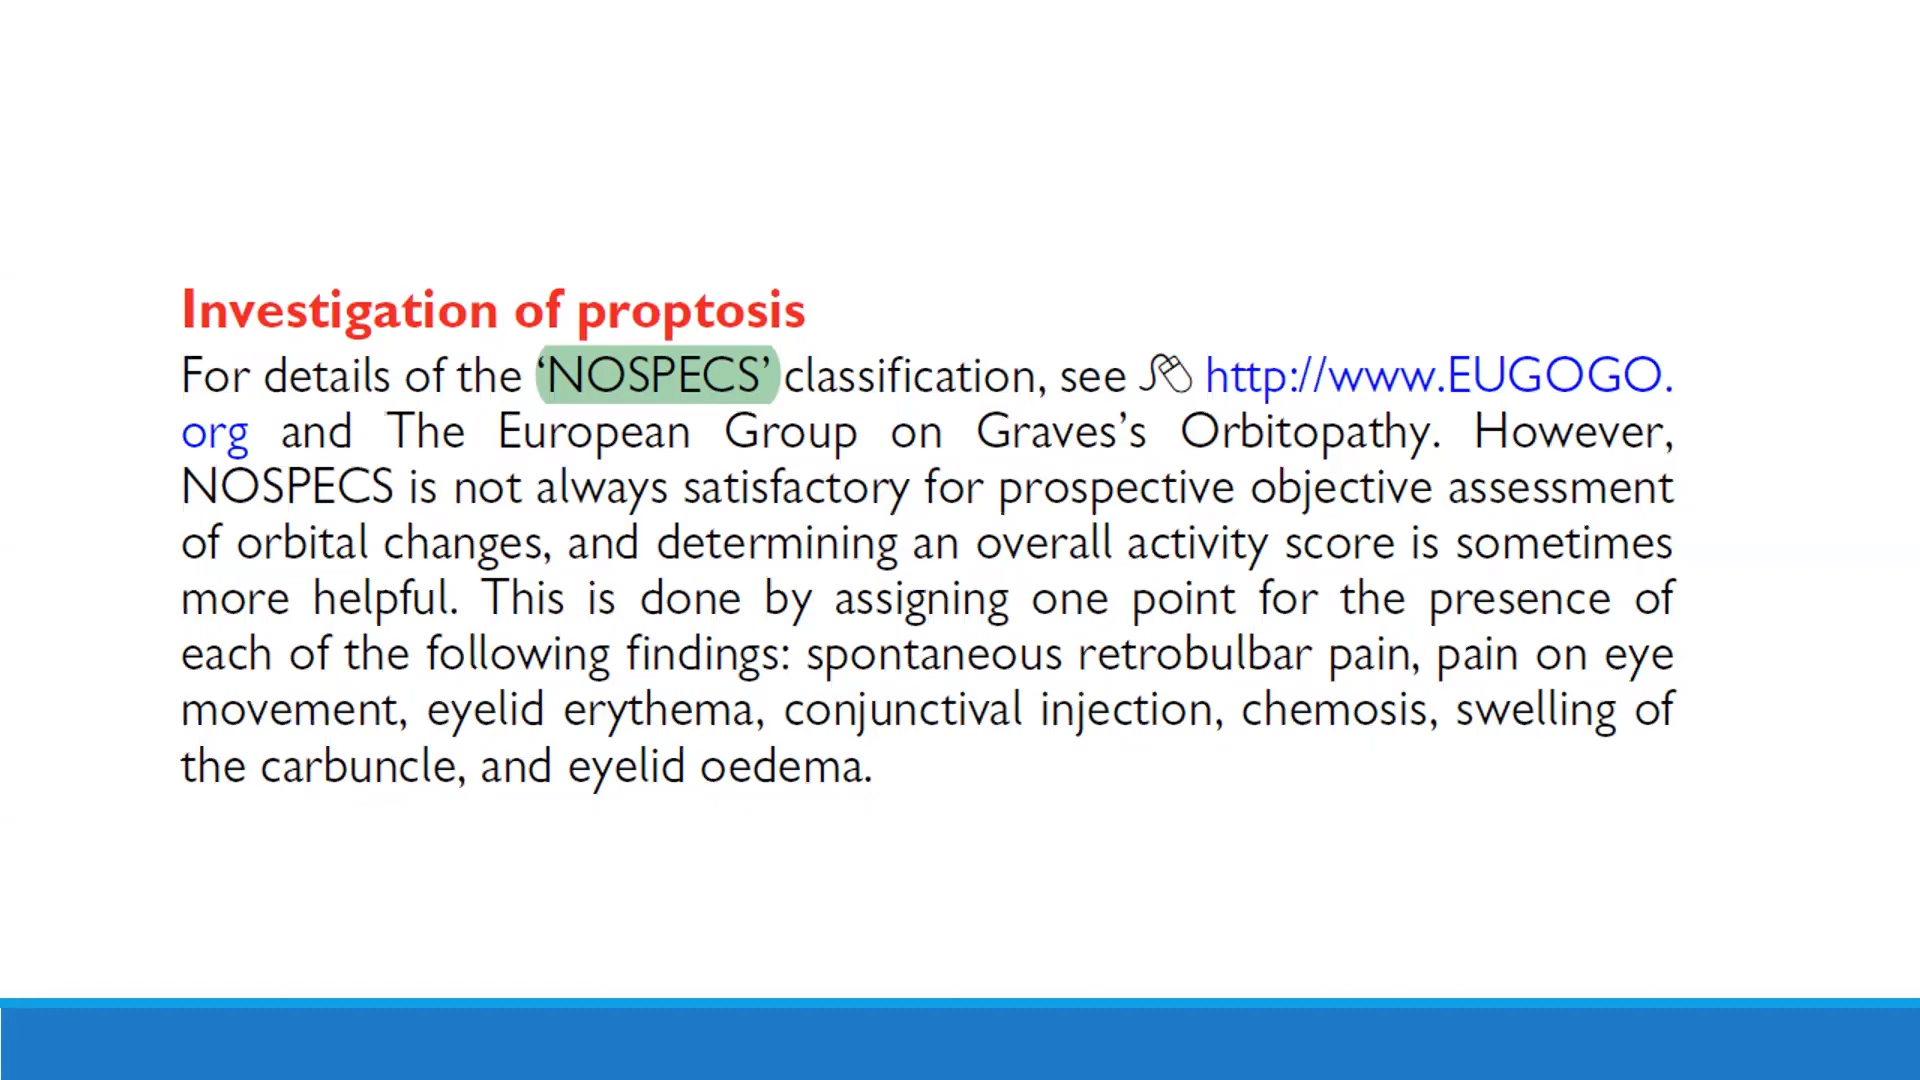 Investigation of proptosis
For details of the ‘NOSPECS’ classification, see http://www.EUGOGO.
org and The European Group on Graves’s Orbitopathy. However,
NOSPECS is not always satisfactory for prospective objective assessment
of orbital changes, and determining an overall activity score is sometimes
more helpful. This is done by assigning one point for the presence of
each of the following findings: spontaneous retrobulbar pain, pain on eye
movement, eyelid erythema, conjunctival injection, chemosis, swelling of
the carbuncle, and eyelid oedema.